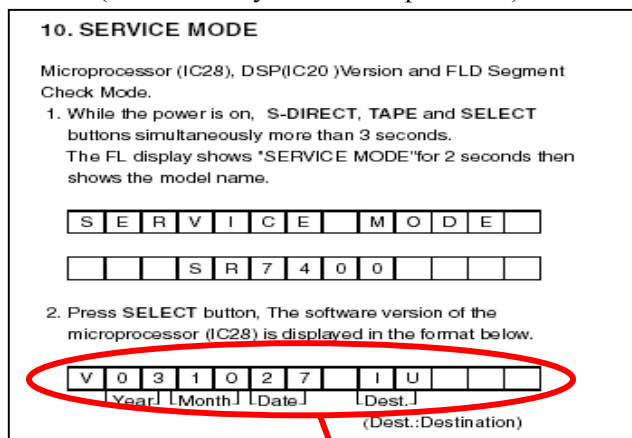 10. SERVICE MODE
Microprocessor (IC28), DSP(IC20 )Version and FLD Segment
Check Mode.
1. While the power is on, S-DIRECT, TAPE and SELECT
buttons simultaneously more than 3 seconds.
The FL display shows "SERVICE MODE"for 2 seconds then
shows the model name.
S E R V I C E M O D E
S R 7 4 0 0
2. Press SELECT button, The software version of the
microprocessor (IC28) is displayed in the format below.
V 0 3 1 0 2 7 I U
Year Month Date Dest.
(Dest.:Destination)